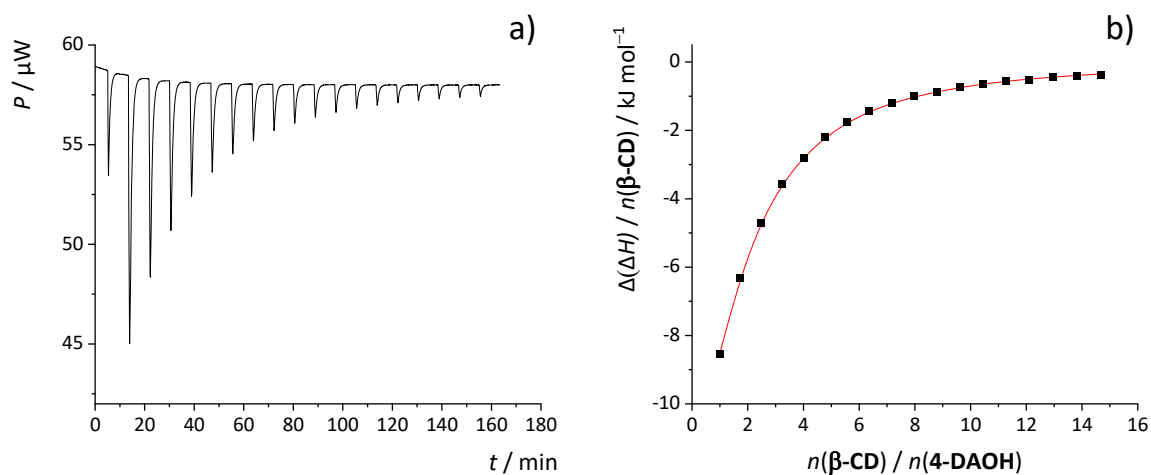 a)
P / μW
60
55
50
45
0 20 40 60 80 100 120 140 160 180
t / min
b)
Δ(ΔH) / n(β-CD) / kJ mol⁻¹
0
-2
-4
-6
-8
-10
0 2 4 6 8 10 12 14 16
n(β-CD) / n(4-DAOH)